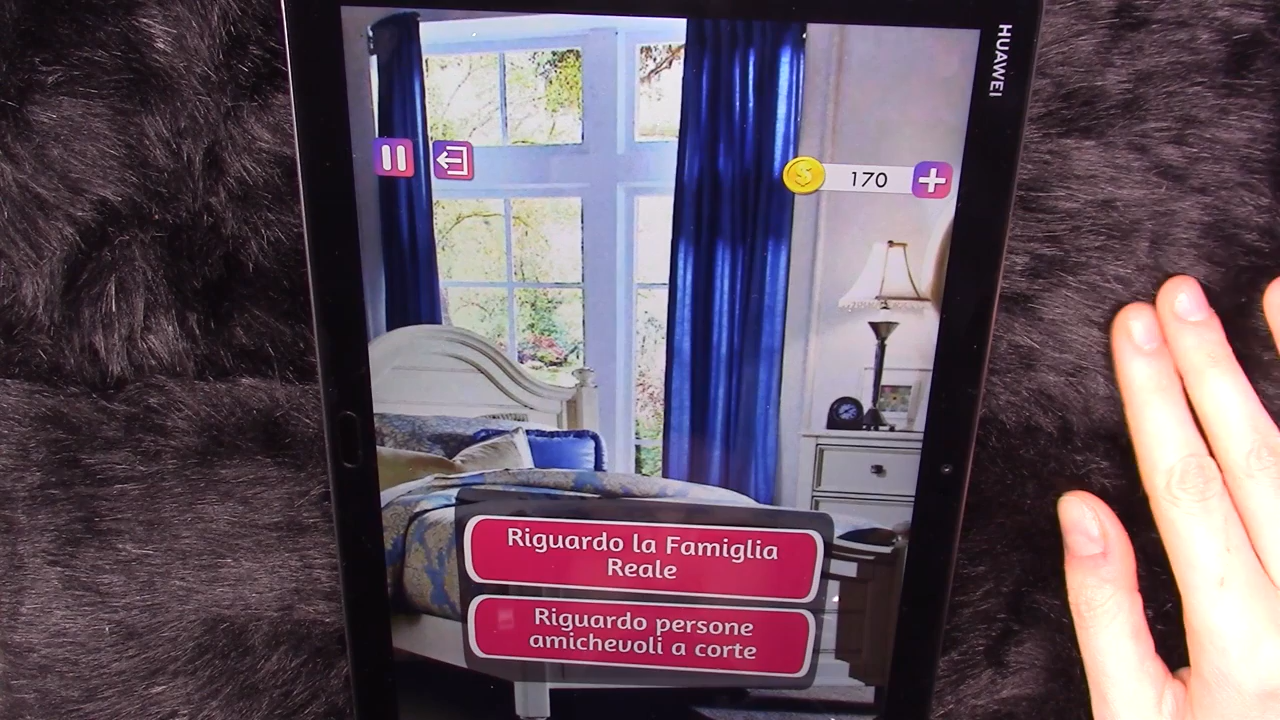 HUAWEI
170
Riguardo la Famiglia
Reale
Riguardo persone
amichevoli a corte